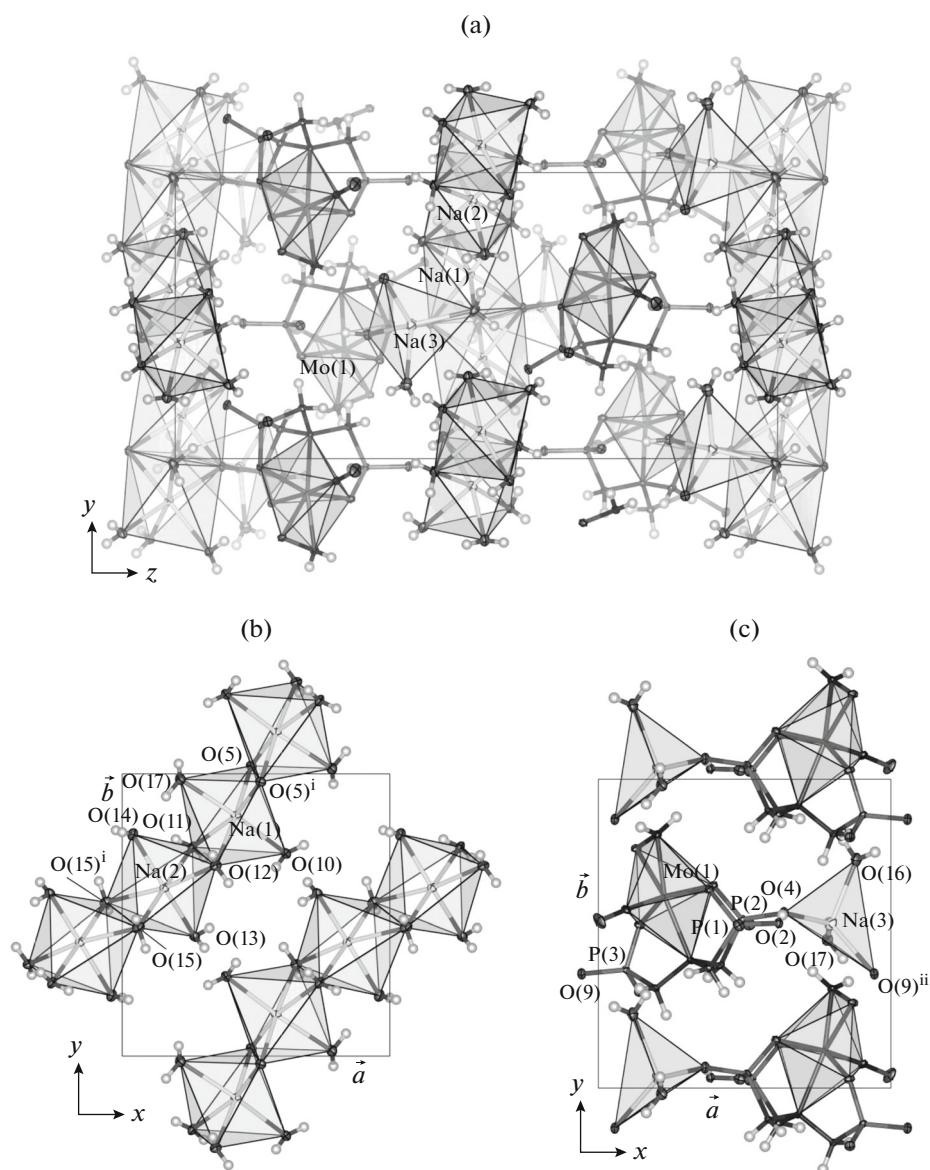 (a)
Na(2)
Na(1)
Na(3)
Mo(1)
y
z
(b)
(c)
O(5)
O(17)
b
O(5)ⁱ
O(14)
O(11)
Na(1)
O(15)ⁱ
Na(2)
O(12)
O(10)
O(13)
O(15)
y
a
x
Mo(1)
O(16)
b
O(4)
P(2)
Na(3)
P(1)
O(2)
P(3)
O(17)
O(9)
O(9)ⁱⁱ
y
a
x